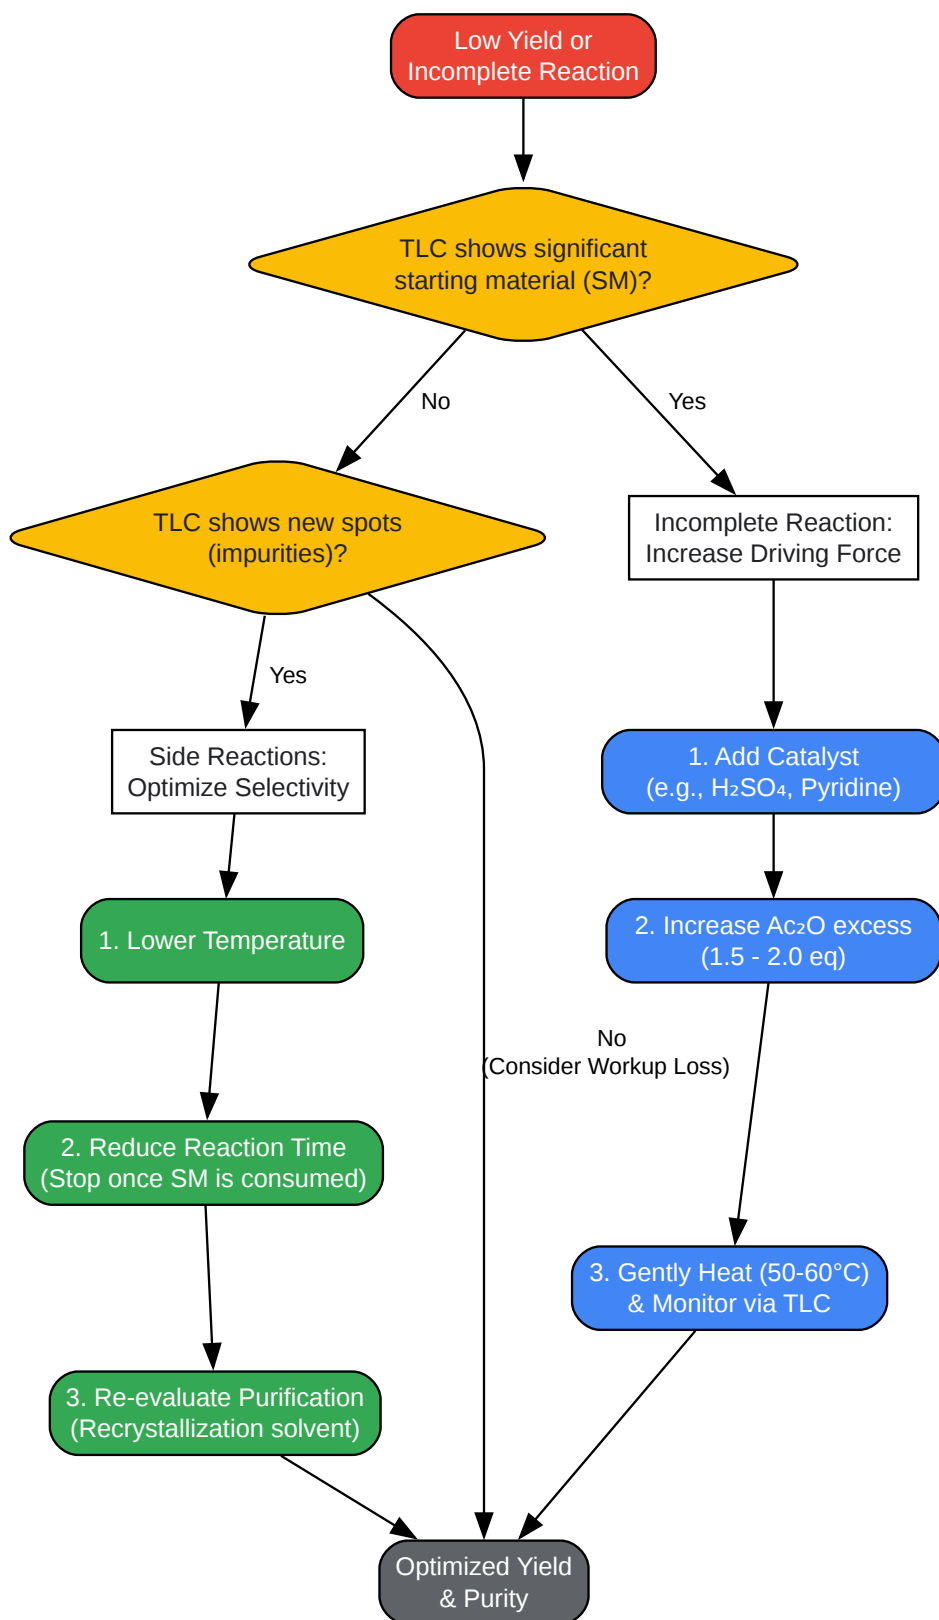 Low Yield or
Incomplete Reaction
TLC shows significant
starting material (SM)?
No
Yes
TLC shows new spots
(impurities)?
Incomplete Reaction:
Increase Driving Force
Yes
Side Reactions:
Optimize Selectivity
1. Add Catalyst
(e.g., H₂SO₄, Pyridine)
1. Lower Temperature
2. Increase Ac₂O excess
(1.5 - 2.0 eq)
No
(Consider Workup Loss)
2. Reduce Reaction Time
(Stop once SM is consumed)
3. Gently Heat (50-60°C)
& Monitor via TLC
3. Re-evaluate Purification
(Recrystallization solvent)
Optimized Yield
& Purity